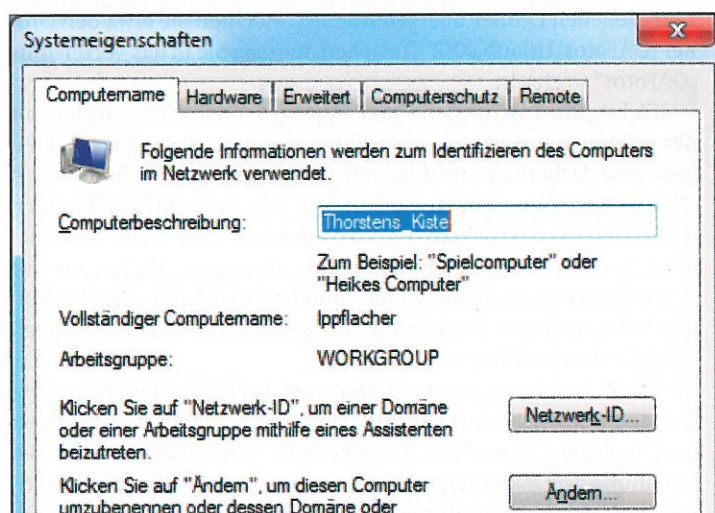 Systemeigenschaften
Computername Hardware Erweitert Computerschutz Remote
Folgende Informationen werden zum Identifizieren des Computers
im Netzwerk verwendet.
Computerbeschreibung: Thorstens_Kiste
Zum Beispiel: "Spielcomputer" oder
"Heikes Computer"
Vollständiger Computername: Ippflacher
Arbeitsgruppe: WORKGROUP
Klicken Sie auf "Netzwerk-ID", um einer Domäne
oder einer Arbeitsgruppe mithilfe eines Assistenten
beizutreten.
Netzwerk-ID...
Klicken Sie auf "Ändern", um diesen Computer
umzubenennen oder dessen Domäne oder
Ändern...